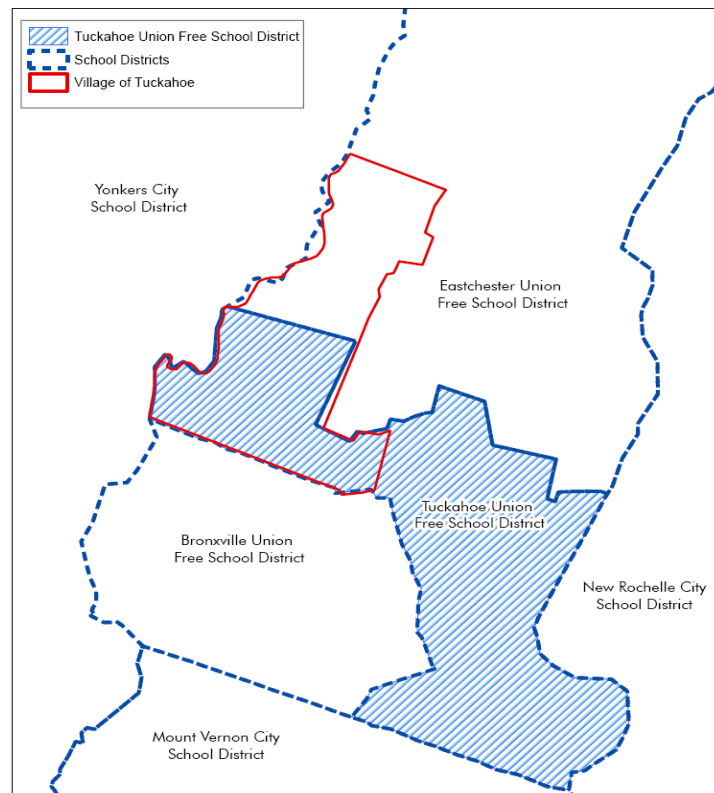 Tuckahoe Union Free School District
School Districts
Village of Tuckahoe
Yonkers City
School District
Eastchester Union
Free School District
Tuckahoe Union
Free School District
Bronxville Union
Free School District
New Rochelle City
School District
Mount Vernon City
School District